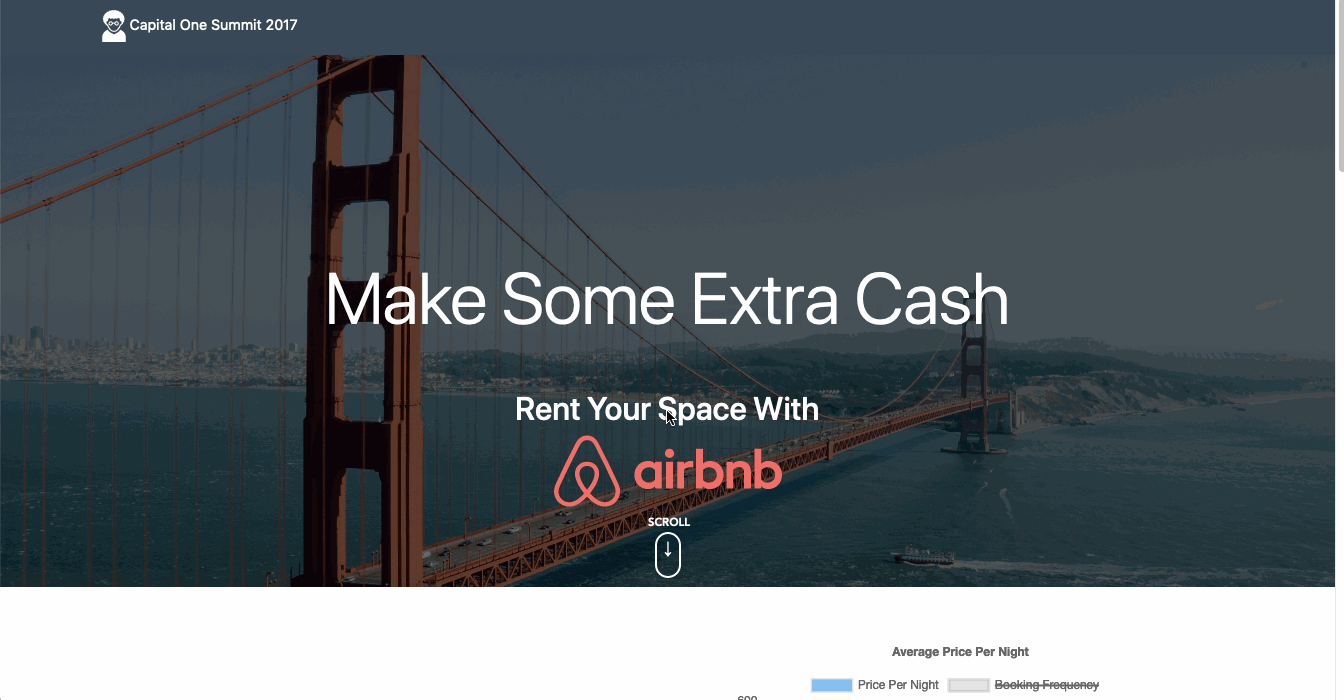 Capital One Summit 2017
Make Some Extra Cash
Rent Your Space With
airbnb
SCROLL
↓
Average Price Per Night
Price Per Night Booking Frequency
600